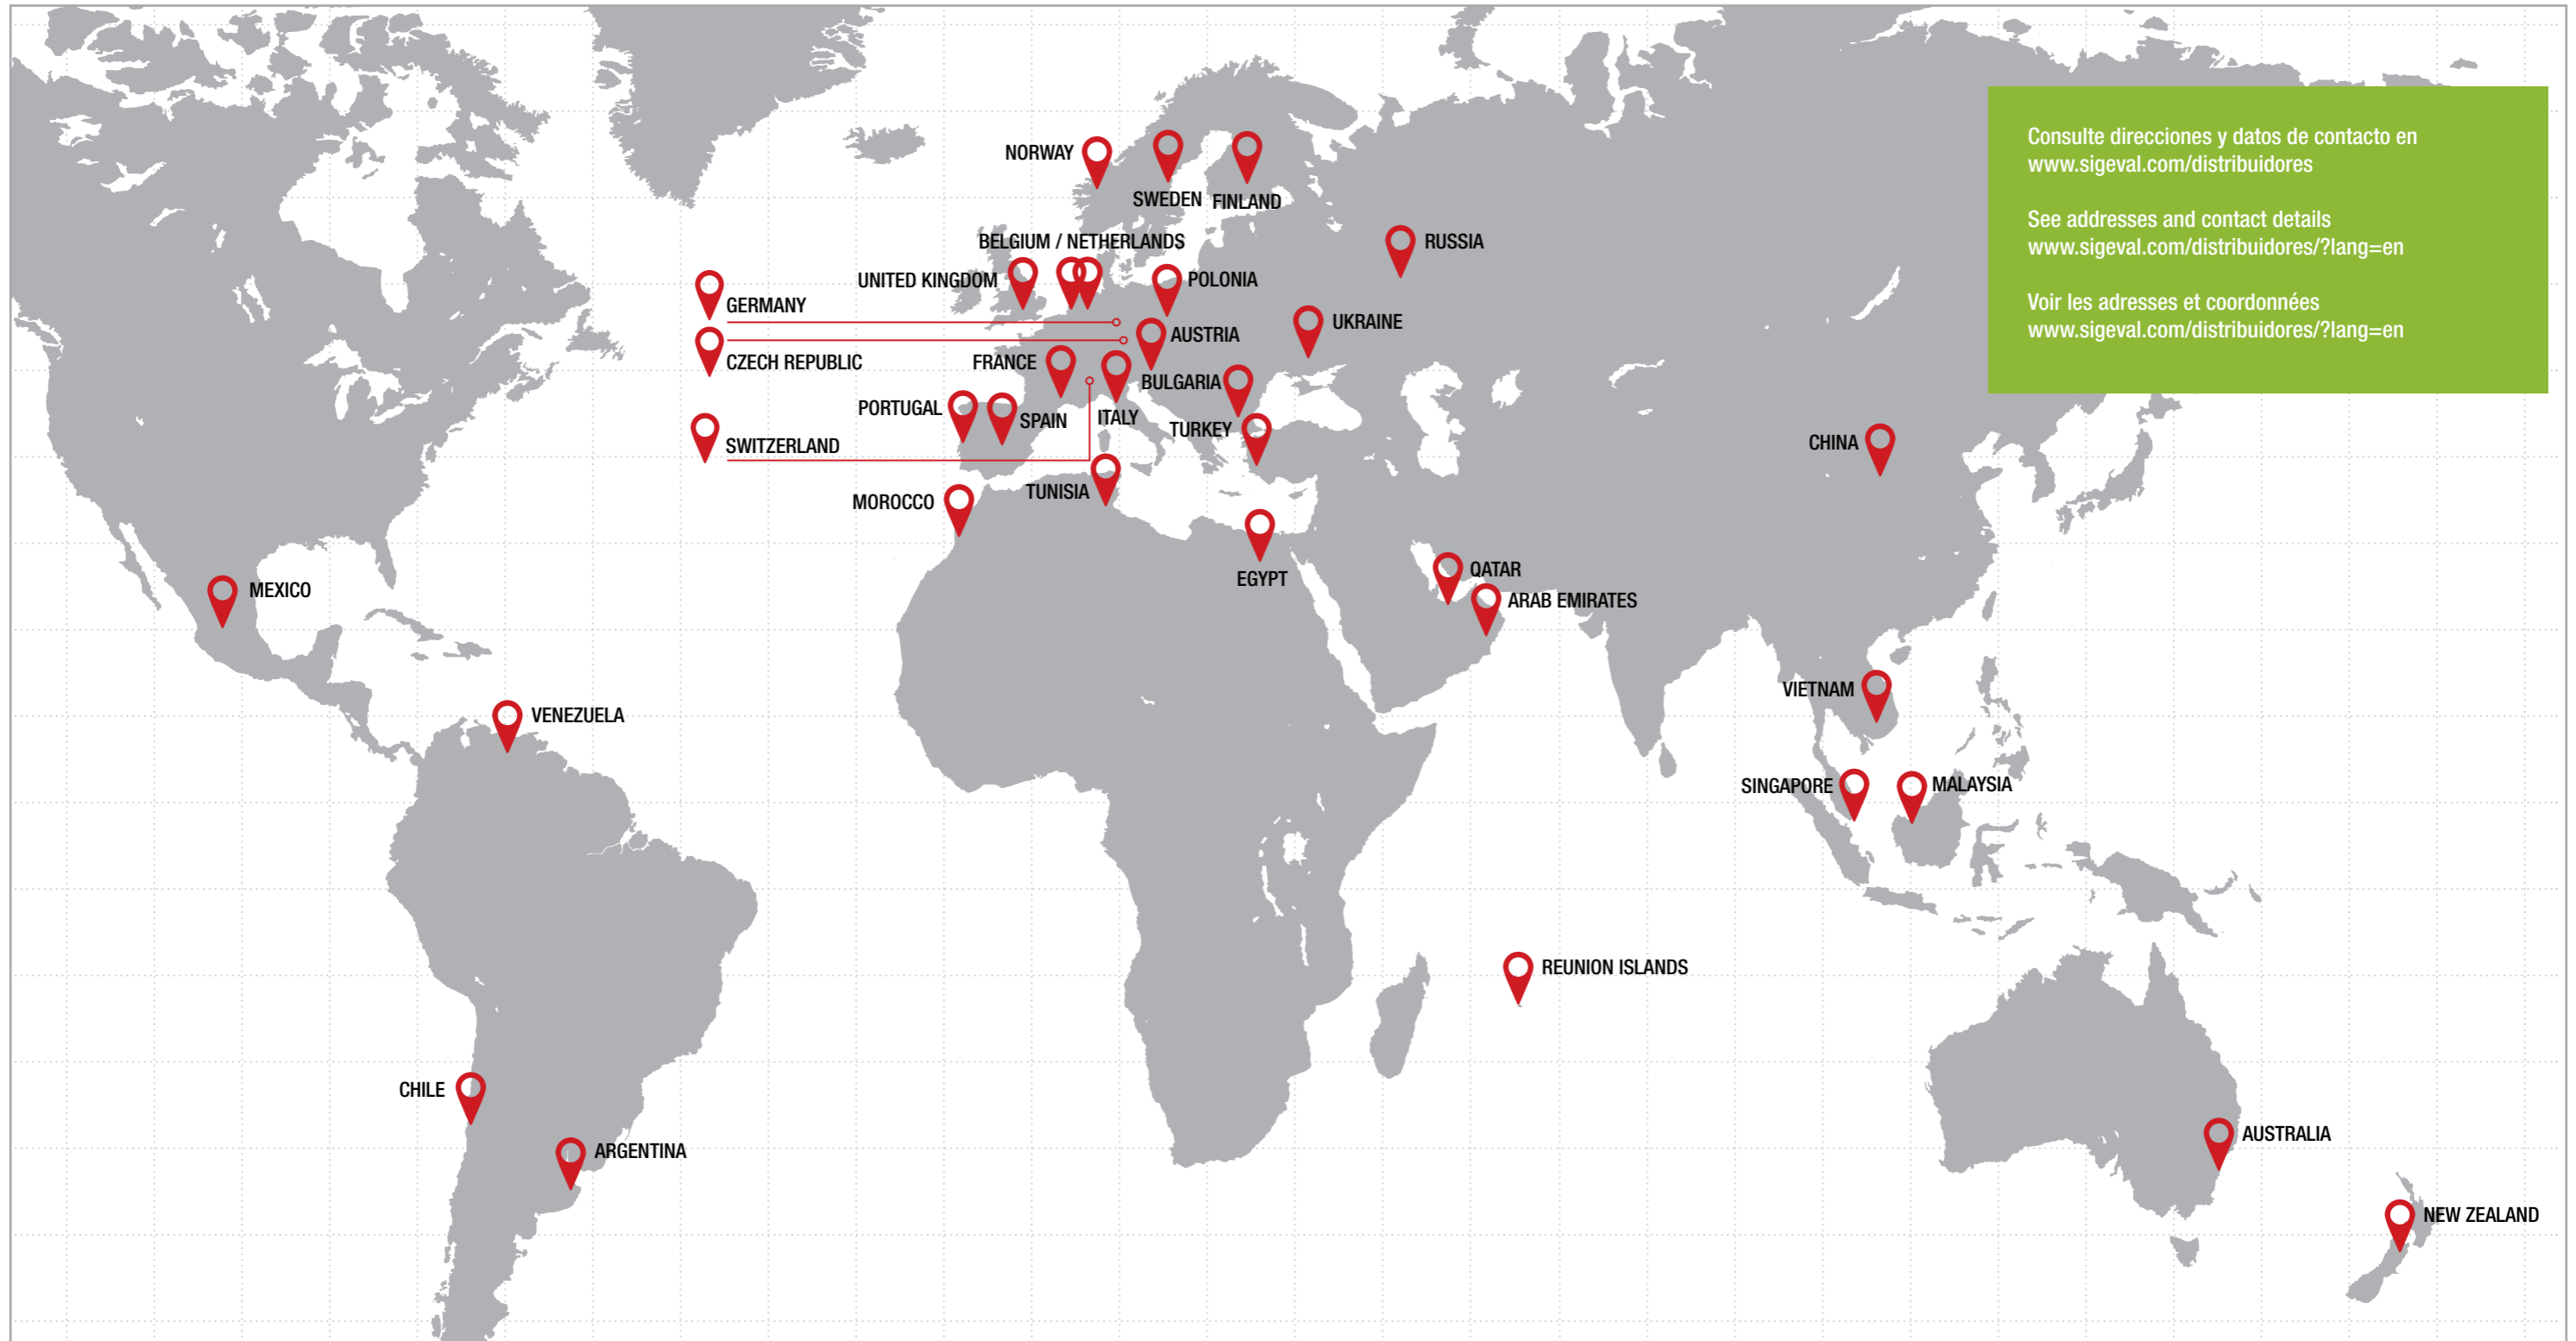 Consulte direcciones y datos de contacto en
www.sigeval.com/distribuidores
See addresses and contact details
www.sigeval.com/distribuidores/?lang=en
Voir les adresses et coordonnées
www.sigeval.com/distribuidores/?lang=en
NORWAY
SWEDEN
FINLAND
BELGIUM / NETHERLANDS
RUSSIA
UNITED KINGDOM
POLONIA
GERMANY
UKRAINE
AUSTRIA
CZECH REPUBLIC
FRANCE
BULGARIA
PORTUGAL
SPAIN
ITALY
TURKEY
SWITZERLAND
CHINA
TUNISIA
MOROCCO
EGYPT
QATAR
MEXICO
ARAB EMIRATES
VIETNAM
VENEZUELA
SINGAPORE
MALAYSIA
REUNION ISLANDS
CHILE
AUSTRALIA
ARGENTINA
NEW ZEALAND